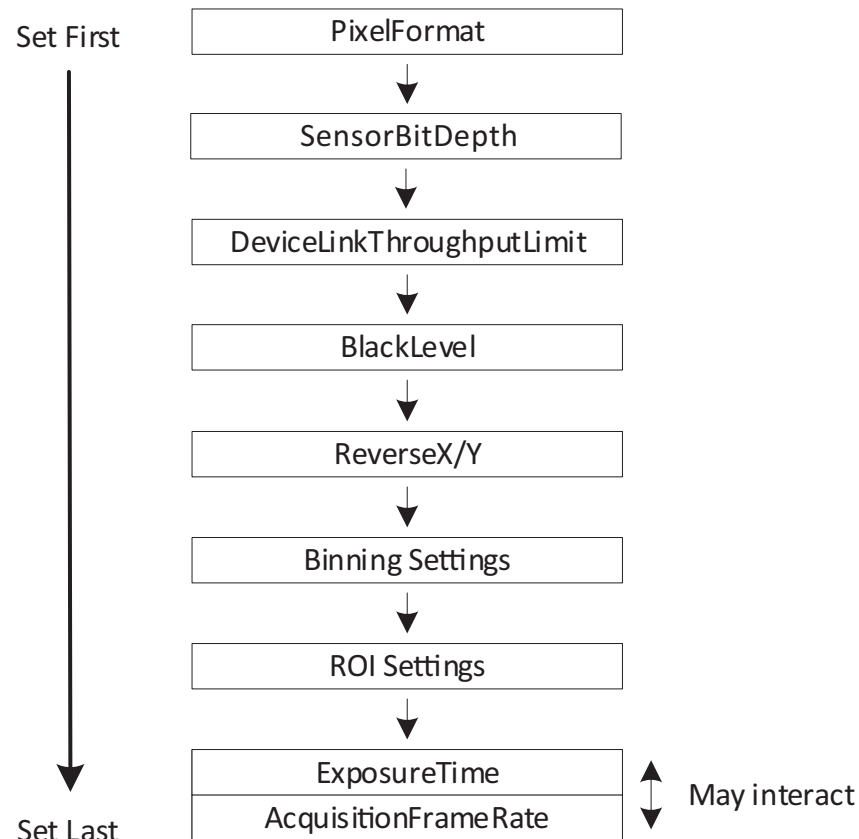 Set First
PixelFormat
SensorBitDepth
DeviceLinkThroughputLimit
BlackLevel
ReverseX/Y
Binning Settings
ROI Settings
ExposureTime
May interact
AcquisitionFrameRate
Set Last